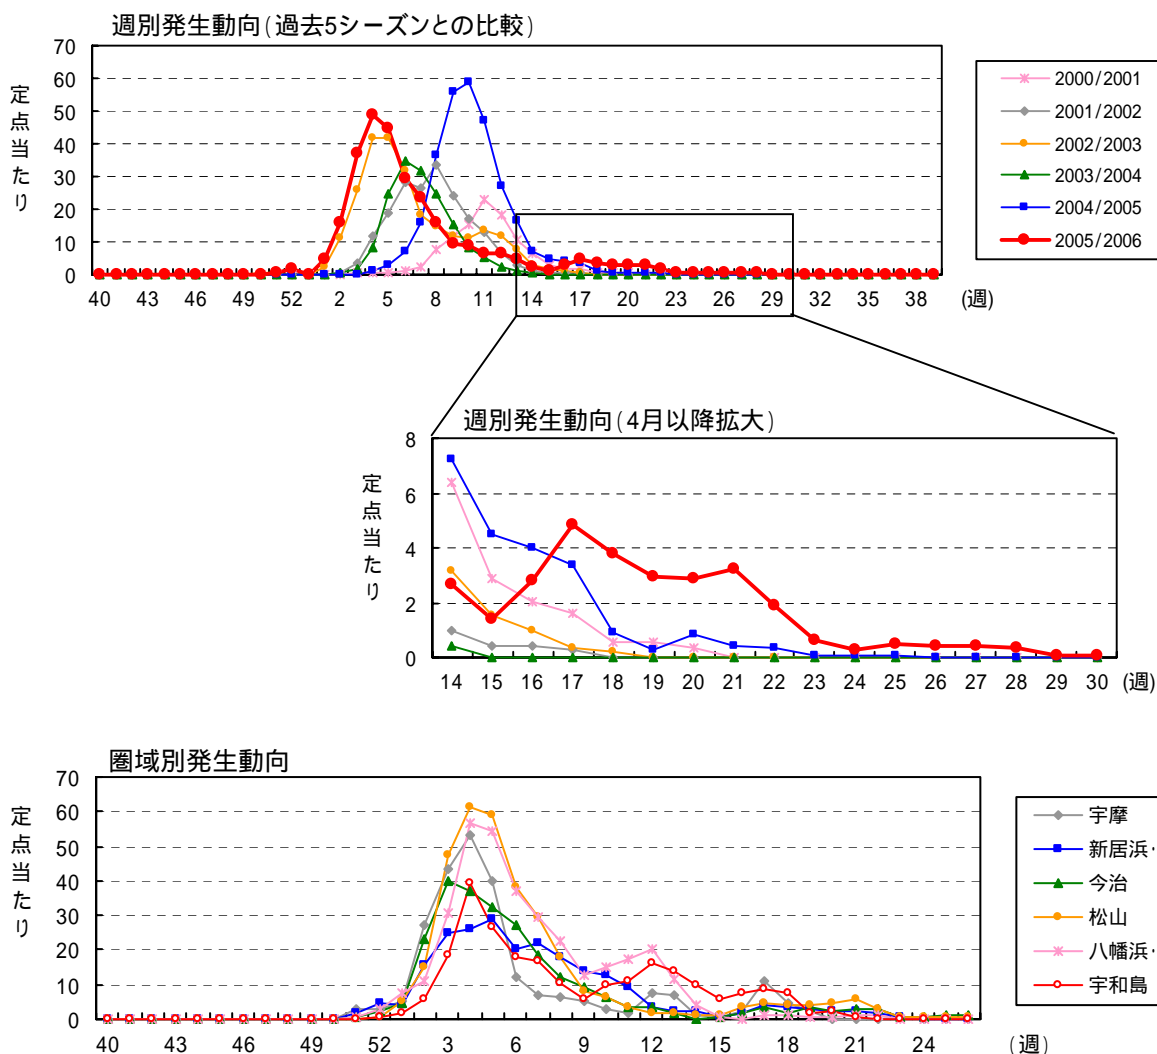 週別発生動向(過去5シーズンとの比較)
定点当たり
70
60
50
40
30
20
10
0
40 43 46 49 52 2 5 8 11 14 17 20 23 26 29 32 35 38 (週)
2000/2001
2001/2002
2002/2003
2003/2004
2004/2005
2005/2006
週別発生動向(4月以降拡大)
定点当たり
8
6
4
2
0
14 15 16 17 18 19 20 21 22 23 24 25 26 27 28 29 30 (週)
圏域別発生動向
定点当たり
70
60
50
40
30
20
10
0
40 43 46 49 52 3 6 9 12 15 18 21 24 (週)
宇摩
新居浜・
今治
松山
八幡浜・
宇和島